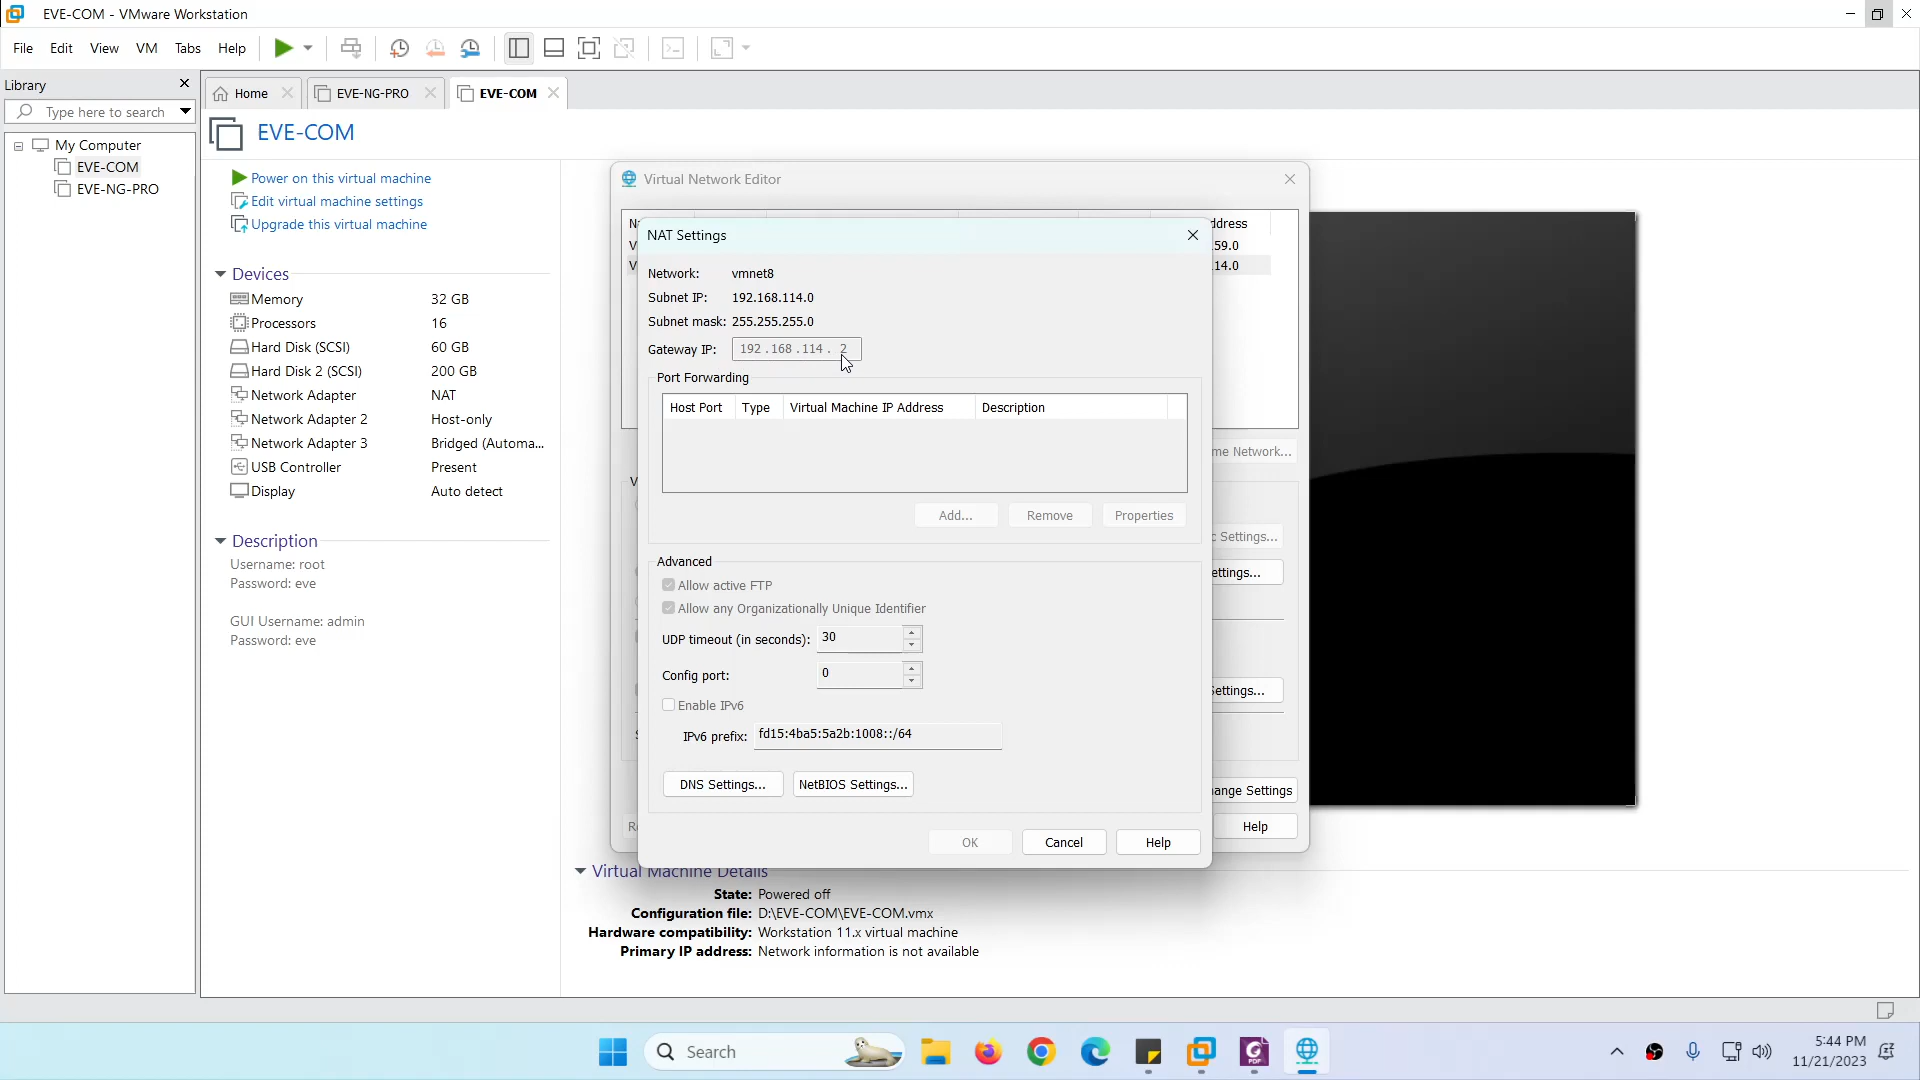 EVE-COM - VMware Workstation
File Edit View VM Tabs Help
Library
Type here to search
My Computer
EVE-COM
EVE-NG-PRO
Home
EVE-NG-PRO
EVE-COM
EVE-COM
Power on this virtual machine
Edit virtual machine settings
Upgrade this virtual machine
Devices
Memory 32 GB
Processors 16
Hard Disk (SCSI) 60 GB
Hard Disk 2 (SCSI) 200 GB
Network Adapter NAT
Network Adapter 2 Host-only
Network Adapter 3 Bridged (Automa...
USB Controller Present
Display Auto detect
Description
Username: root
Password: eve
GUI Username: admin
Password: eve
Virtual Network Editor
ddress
59.0
14.0
me Network...
c Settings...
ettings...
Settings...
ange Settings
Help
NAT Settings
Network: vmnet8
Subnet IP: 192.168.114.0
Subnet mask: 255.255.255.0
Gateway IP: 192 . 168 . 114 . 2
Port Forwarding
Host Port Type Virtual Machine IP Address Description
Add... Remove Properties
Advanced
Allow active FTP
Allow any Organizationally Unique Identifier
UDP timeout (in seconds): 30
Config port: 0
Enable IPv6
IPv6 prefix: fd15:4ba5:5a2b:1008::/64
DNS Settings... NetBIOS Settings...
OK Cancel Help
Virtual Machine Details
State: Powered off
Configuration file: D:\EVE-COM\EVE-COM.vmx
Hardware compatibility: Workstation 11.x virtual machine
Primary IP address: Network information is not available
Search
5:44 PM
11/21/2023